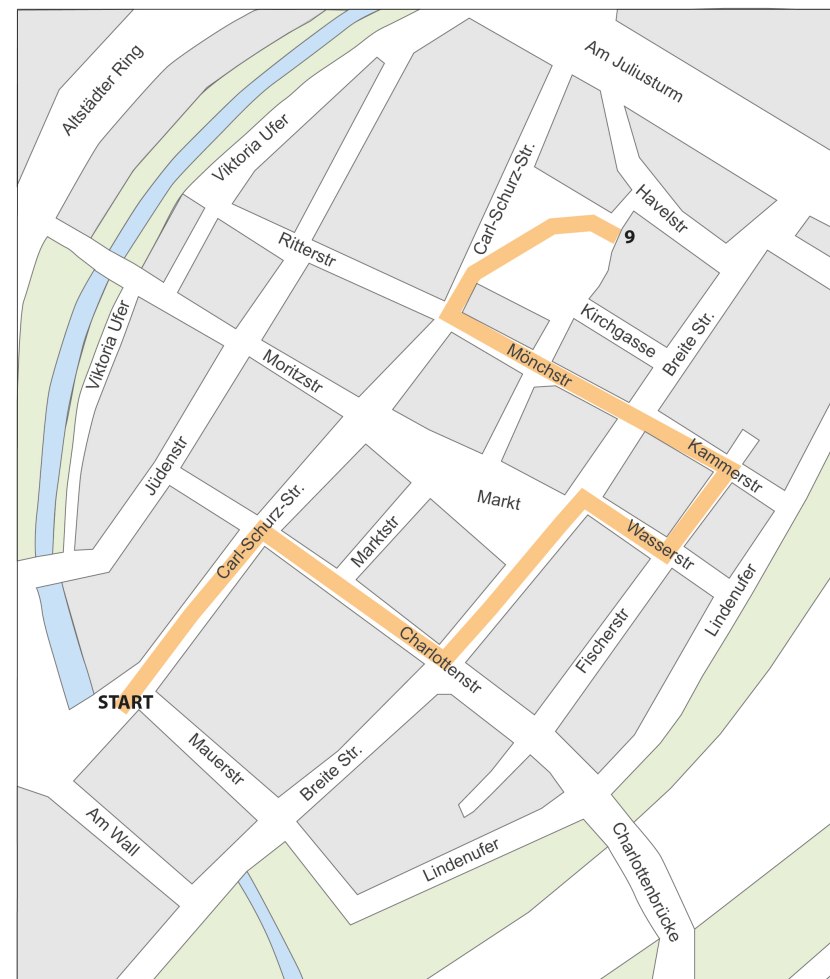 Am Juliusturm
Altstädter Ring
Viktoria Ufer
Carl-Schurz-Str.
Havelstr
9
Ritterstr
Kirchgasse
Viktoria Ufer
Breite Str.
Mönchstr
Moritzstr
Kammerstr
Jüdenstr
Markt
Carl-Schurz-Str.
Marktstr
Wasserstr
Lindenufer
Charlottenstr
Fischerstr
START
Mauerstr
Breite Str.
Am Wall
Lindenufer
Charlottenbrücke